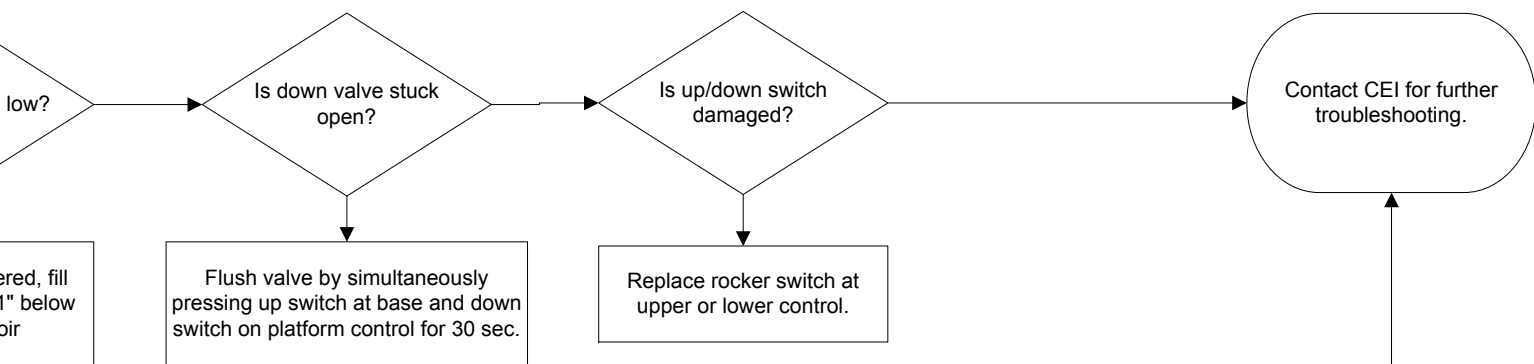 low?
Is down valve stuck
open?
Is up/down switch
damaged?
Contact CEI for further
troubleshooting.
ered, fill
1" below
oir
Flush valve by simultaneously
pressing up switch at base and down
switch on platform control for 30 sec.
Replace rocker switch at
upper or lower control.